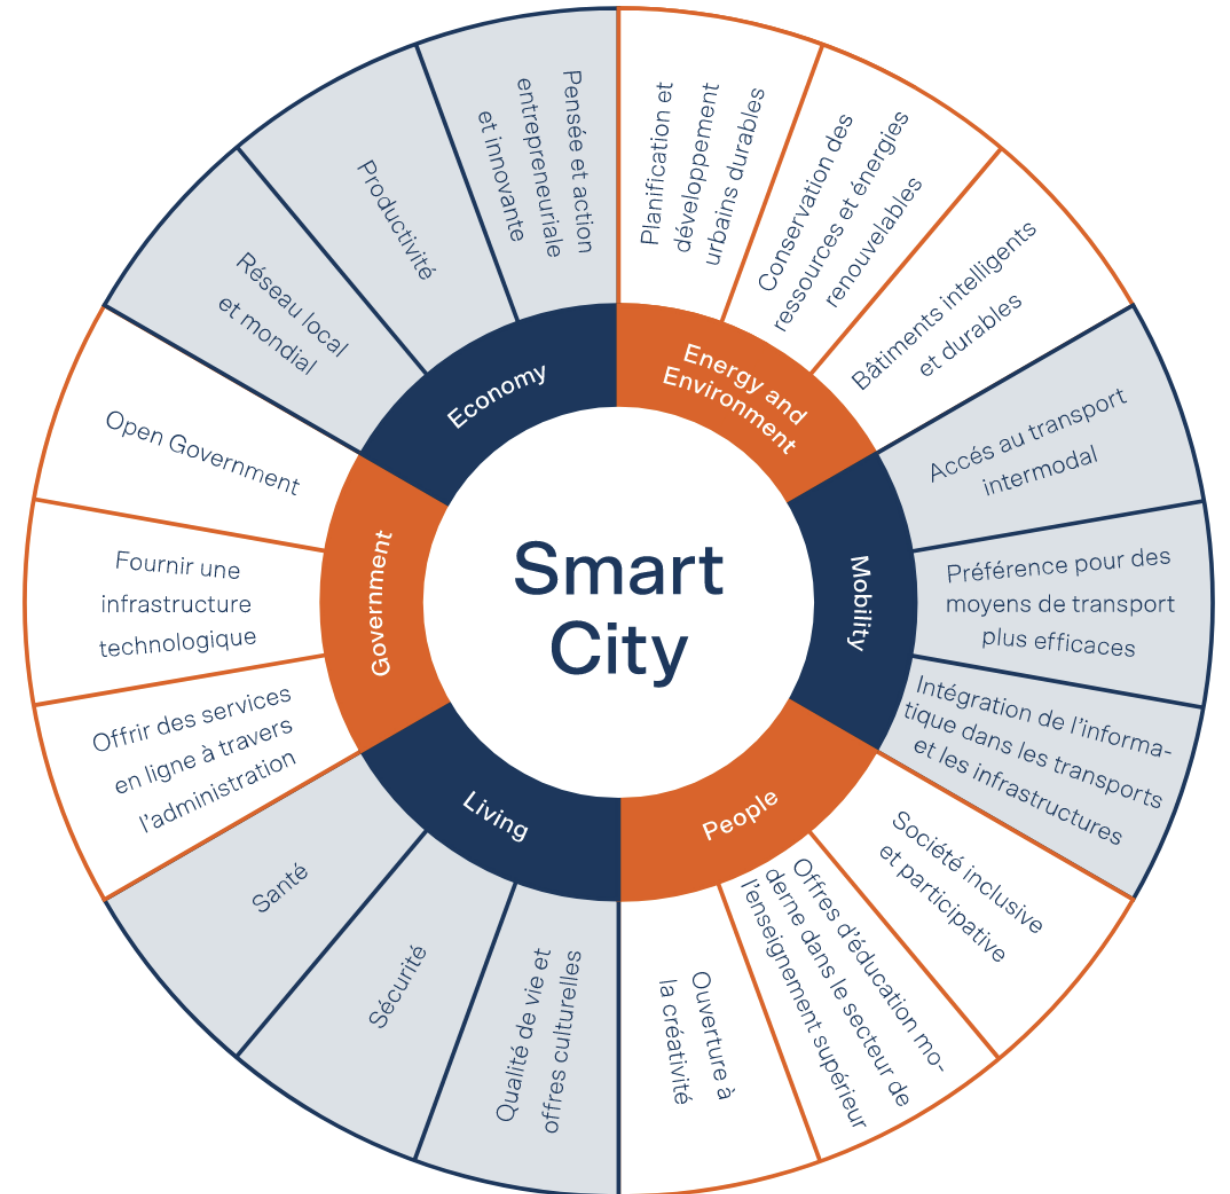 Smart
City
Energy and
Environment
Planification et
développement
urbains durables
Conservation des
ressources et énergies
renouvelables
Bâtiments intelligents
et durables
Mobility
Accés au transport
intermodal
Préférence pour des
moyens de transport
plus efficaces
Intégration de l’informa-
tique dans les transports
et les infrastructures
People
Société inclusive
et participative
Offres d’éducation mo-
derne dans le secteur de
l’enseignement supérieur
Ouverture à
la créativité
Living
Qualité de vie et
offres culturelles
Sécurité
Santé
Government
Offrir des services
en ligne à travers
l’administration
Fournir une
infrastructure
technologique
Open Government
Economy
Réseau local
et mondial
Productivité
Pensée et action
entrepreneuriale
et innovante